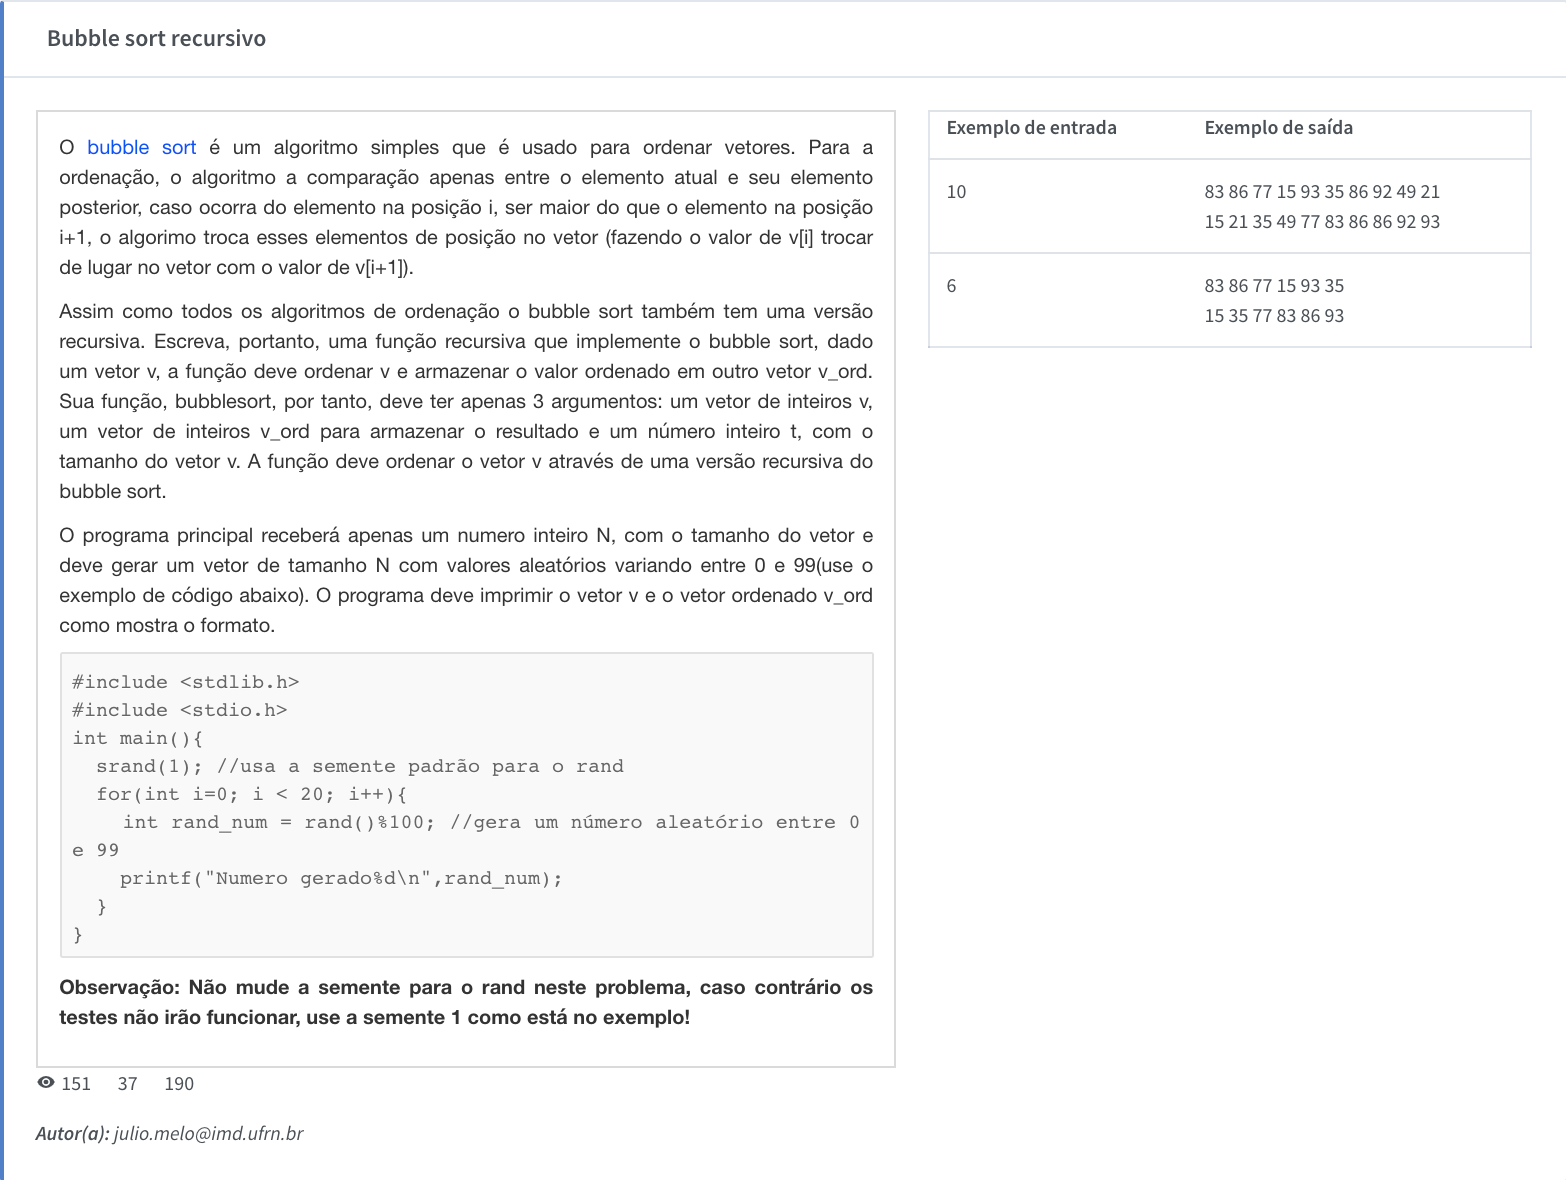 Bubble sort recursivo
O bubble sort é um algoritmo simples que é usado para ordenar vetores. Para a
ordenação, o algoritmo a comparação apenas entre o elemento atual e seu elemento
posterior, caso ocorra do elemento na posição i, ser maior do que o elemento na posição
i+1, o algorimo troca esses elementos de posição no vetor (fazendo o valor de v[i] trocar
de lugar no vetor com o valor de v[i+1]).
Assim como todos os algoritmos de ordenação o bubble sort também tem uma versão
recursiva. Escreva, portanto, uma função recursiva que implemente o bubble sort, dado
um vetor v, a função deve ordenar v e armazenar o valor ordenado em outro vetor v_ord.
Sua função, bubblesort, por tanto, deve ter apenas 3 argumentos: um vetor de inteiros v,
um vetor de inteiros v_ord para armazenar o resultado e um número inteiro t, com o
tamanho do vetor v. A função deve ordenar o vetor v através de uma versão recursiva do
bubble sort.
O programa principal receberá apenas um numero inteiro N, com o tamanho do vetor e
deve gerar um vetor de tamanho N com valores aleatórios variando entre 0 e 99(use o
exemplo de código abaixo). O programa deve imprimir o vetor v e o vetor ordenado v_ord
como mostra o formato.
#include <stdlib.h>
#include <stdio.h>
int main(){
  srand(1); //usa a semente padrão para o rand
  for(int i=0; i < 20; i++){
    int rand_num = rand()%100; //gera um número aleatório entre 0
e 99
    printf("Numero gerado%d\n",rand_num);
  }
}
Observação: Não mude a semente para o rand neste problema, caso contrário os
testes não irão funcionar, use a semente 1 como está no exemplo!
151 37 190
Autor(a): julio.melo@imd.ufrn.br
Exemplo de entrada Exemplo de saída
10 83 86 77 15 93 35 86 92 49 21
15 21 35 49 77 83 86 86 92 93
6 83 86 77 15 93 35
15 35 77 83 86 93